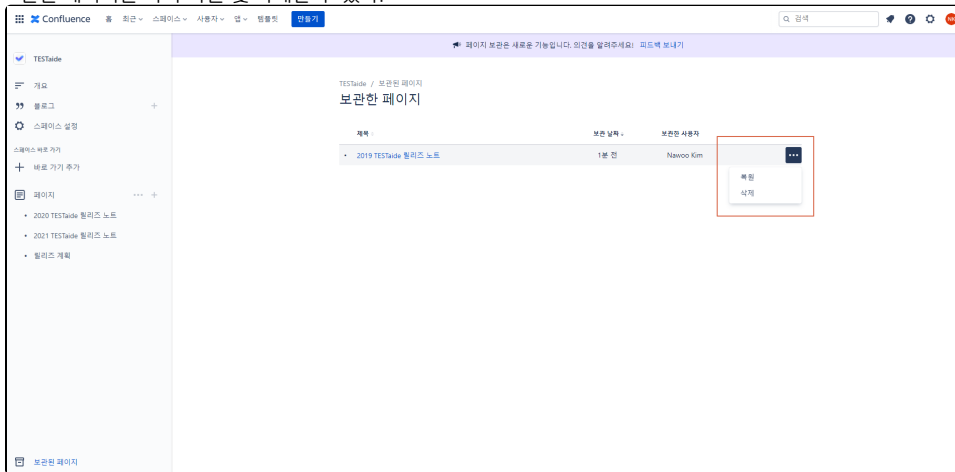 Confluence 홈 최근 스페이스 사용자 앱 템플릿 만들기 검색
페이지 보관은 새로운 기능입니다. 의견을 알려주세요! 피드백 보내기
TESTaide
개요
블로그
스페이스 설정
스페이스 바로 가기
바로 가기 추가
페이지
2020 TESTaide 릴리즈 노트
2021 TESTaide 릴리즈 노트
릴리즈 계획
보관된 페이지
TESTaide / 보관된 페이지
보관한 페이지
제목 보관 날짜 보관한 사용자
2019 TESTaide 릴리즈 노트 1분 전 Nawoo Kim
복원
삭제